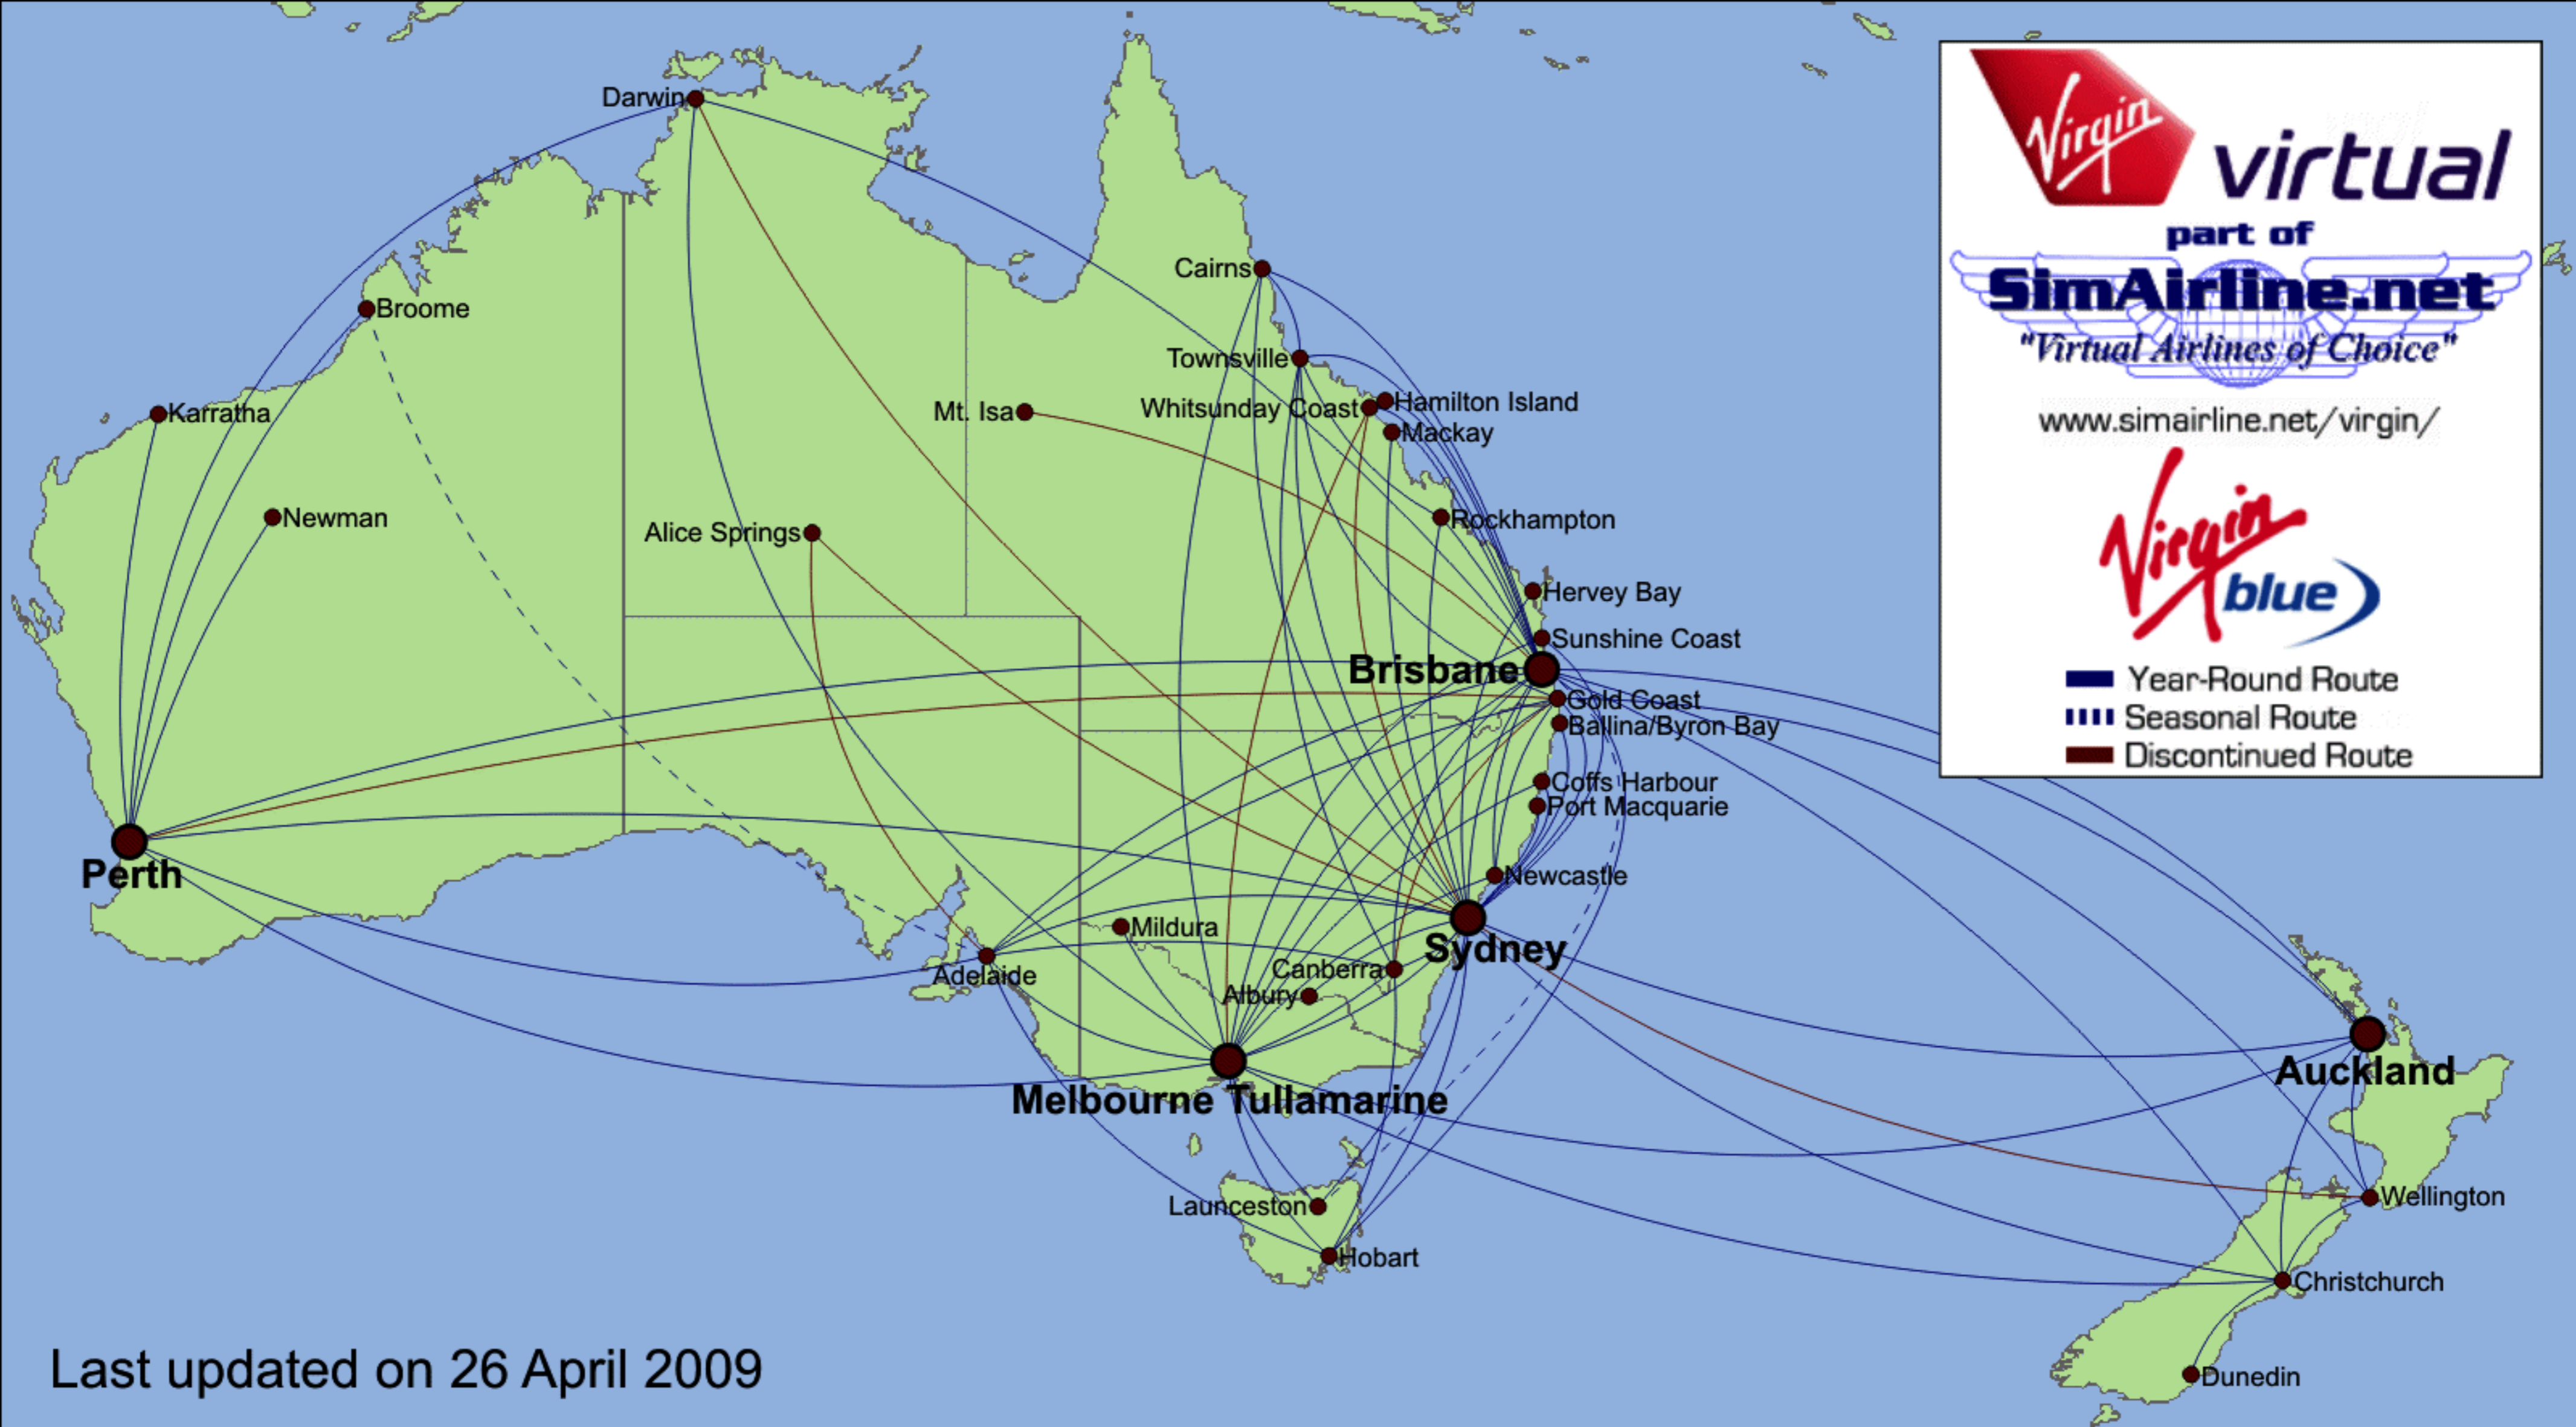 Darwin
Cairns
Broome
Townsville
Hamilton Island
Whitsunday Coast
Mt. Isa
Mackay
Karratha
Newman
Rockhampton
Alice Springs
Hervey Bay
Sunshine Coast
Brisbane
Gold Coast
Ballina/Byron Bay
Coffs Harbour
Port Macquarie
Perth
Newcastle
Mildura
Sydney
Canberra
Adelaide
Albury
Melbourne Tullamarine
Auckland
Launceston
Wellington
Hobart
Christchurch
Dunedin
Last updated on 26 April 2009
Virgin virtual
part of
SimAirline.net
"Virtual Airlines of Choice"
www.simairline.net/virgin/
Virgin
blue
Year-Round Route
Seasonal Route
Discontinued Route